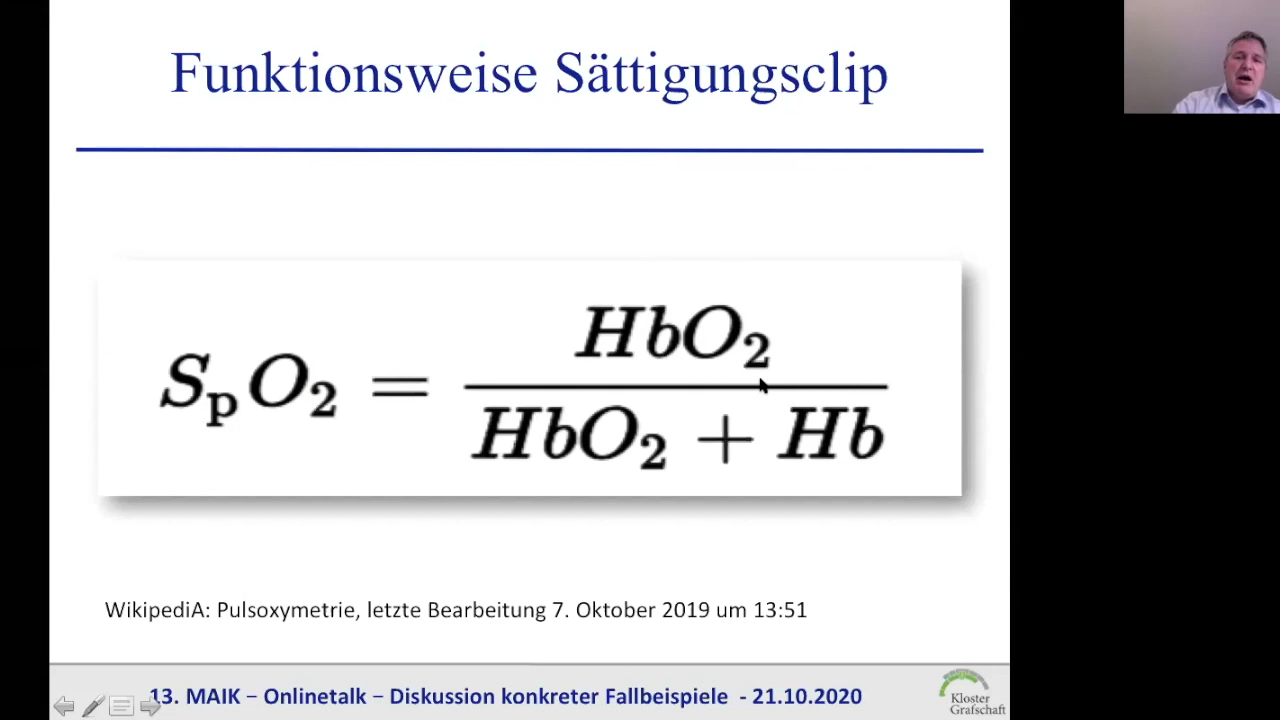 Funktionsweise Sättigungsclip
SpO2 = HbO2 / HbO2 + Hb
WikipediA: Pulsoxymetrie, letzte Bearbeitung 7. Oktober 2019 um 13:51
13. MAIK – Onlinetalk – Diskussion konkreter Fallbeispiele - 21.10.2020
Kloster
Grafschaft